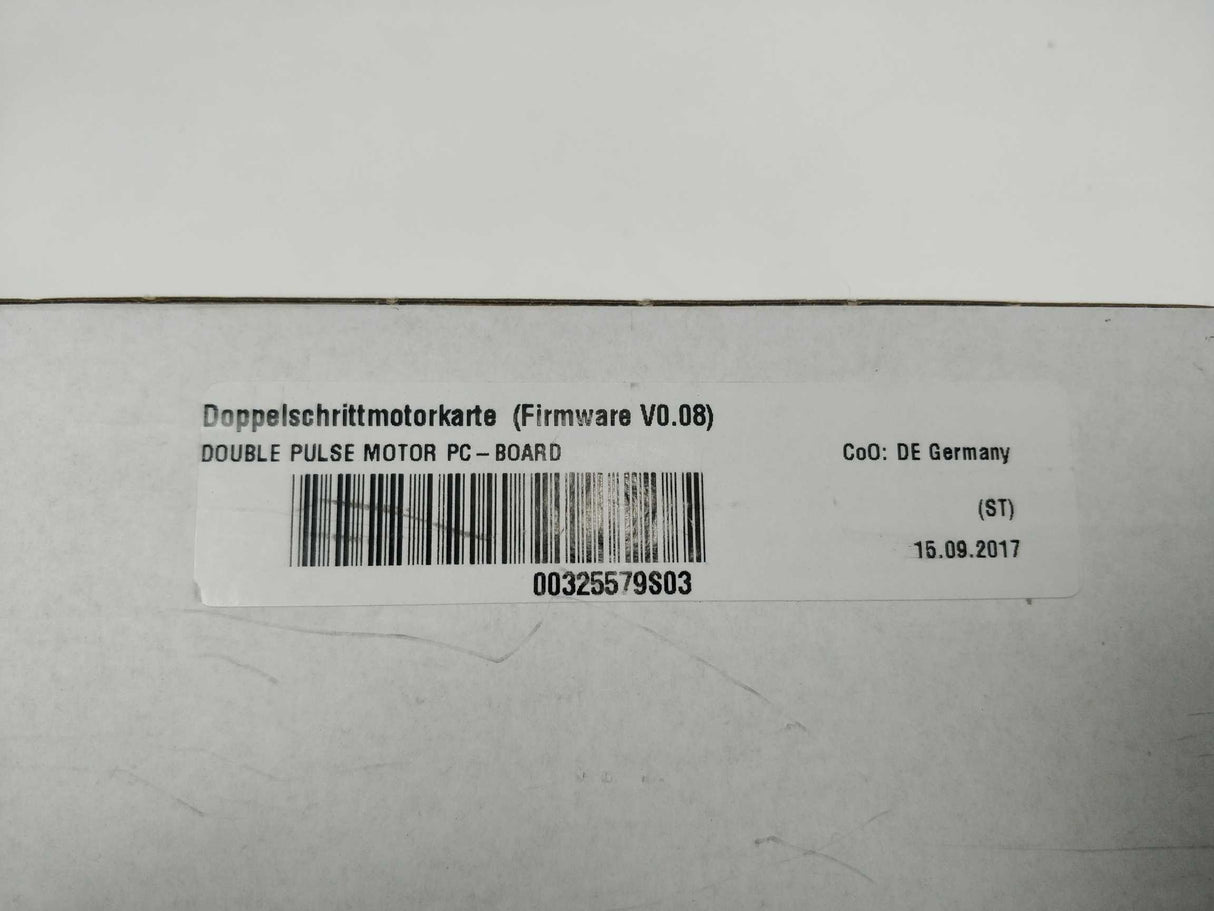 Doppelschrittmotorkarte (Firmware V0.08)
DOUBLE PULSE MOTOR PC-BOARD
CoO: DE Germany
(ST)
15.09.2017
00325579S03